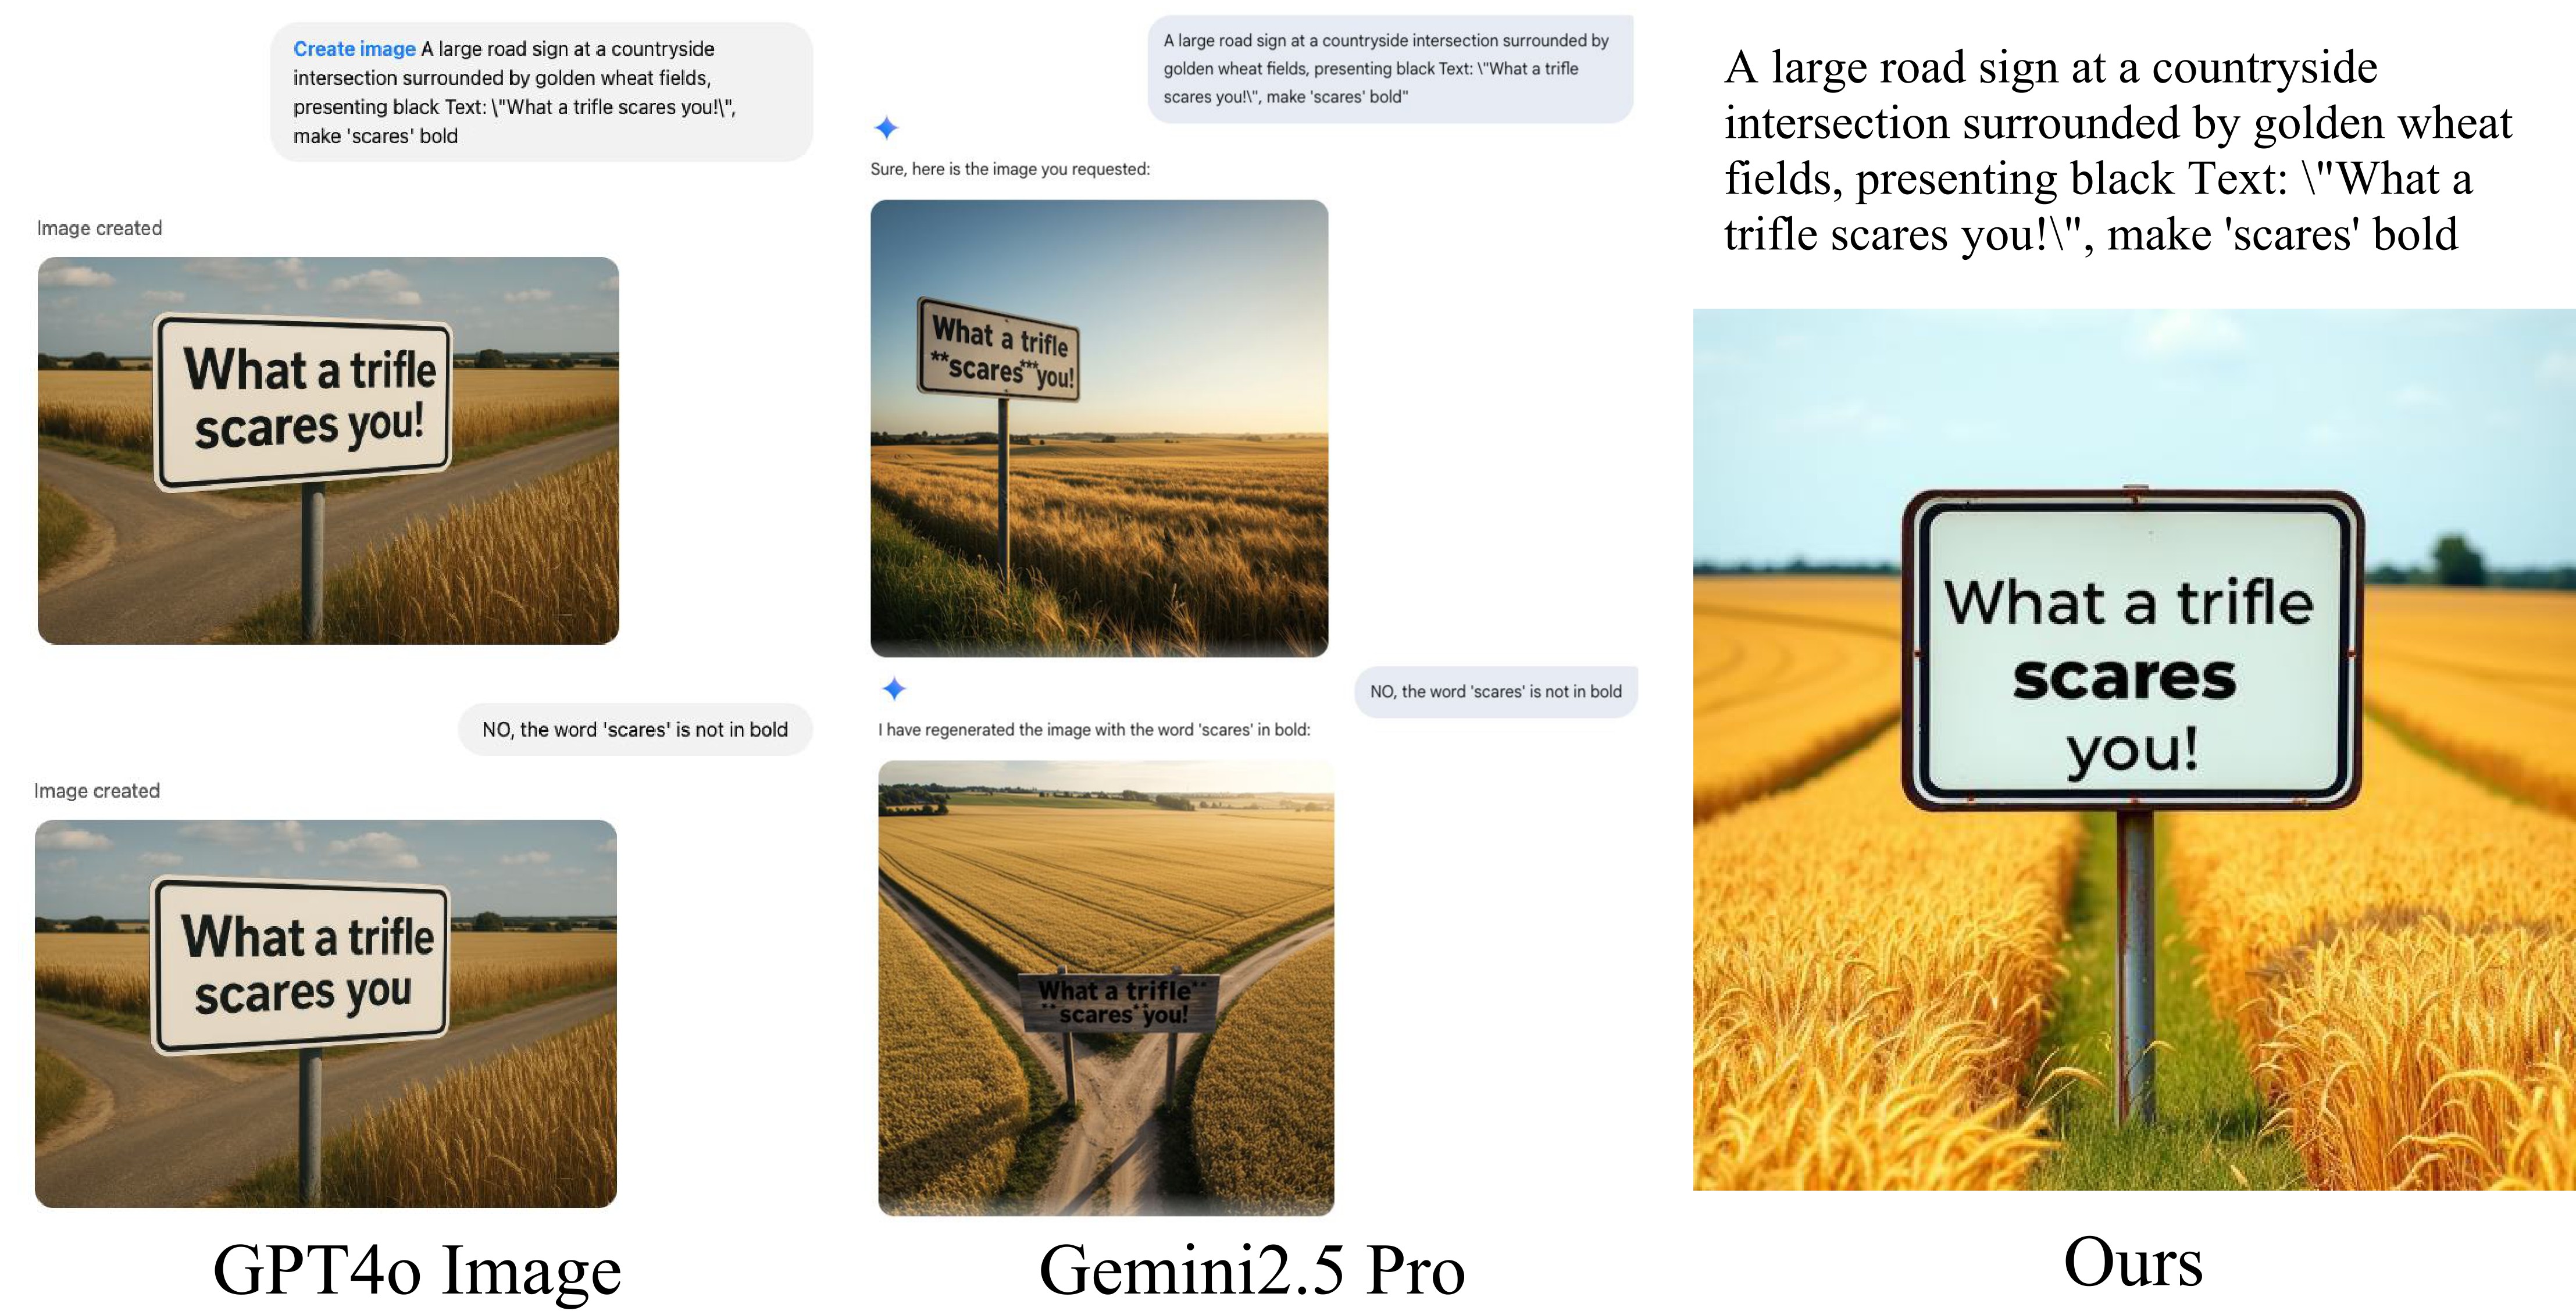 Create image A large road sign at a countryside
intersection surrounded by golden wheat fields,
presenting black Text: \"What a trifle scares you!\",
make 'scares' bold
Image created
What a trifle
scares you!
NO, the word 'scares' is not in bold
Image created
What a trifle
scares you
GPT4o Image
A large road sign at a countryside intersection surrounded by
golden wheat fields, presenting black Text: \"What a trifle
scares you!\", make 'scares' bold"
Sure, here is the image you requested:
What a trifle
**scares***you!
NO, the word 'scares' is not in bold
I have regenerated the image with the word 'scares' in bold:
What a trifle**
**scares**you!
Gemini2.5 Pro
A large road sign at a countryside
intersection surrounded by golden wheat
fields, presenting black Text: \"What a
trifle scares you!\", make 'scares' bold
What a trifle
scares
you!
Ours